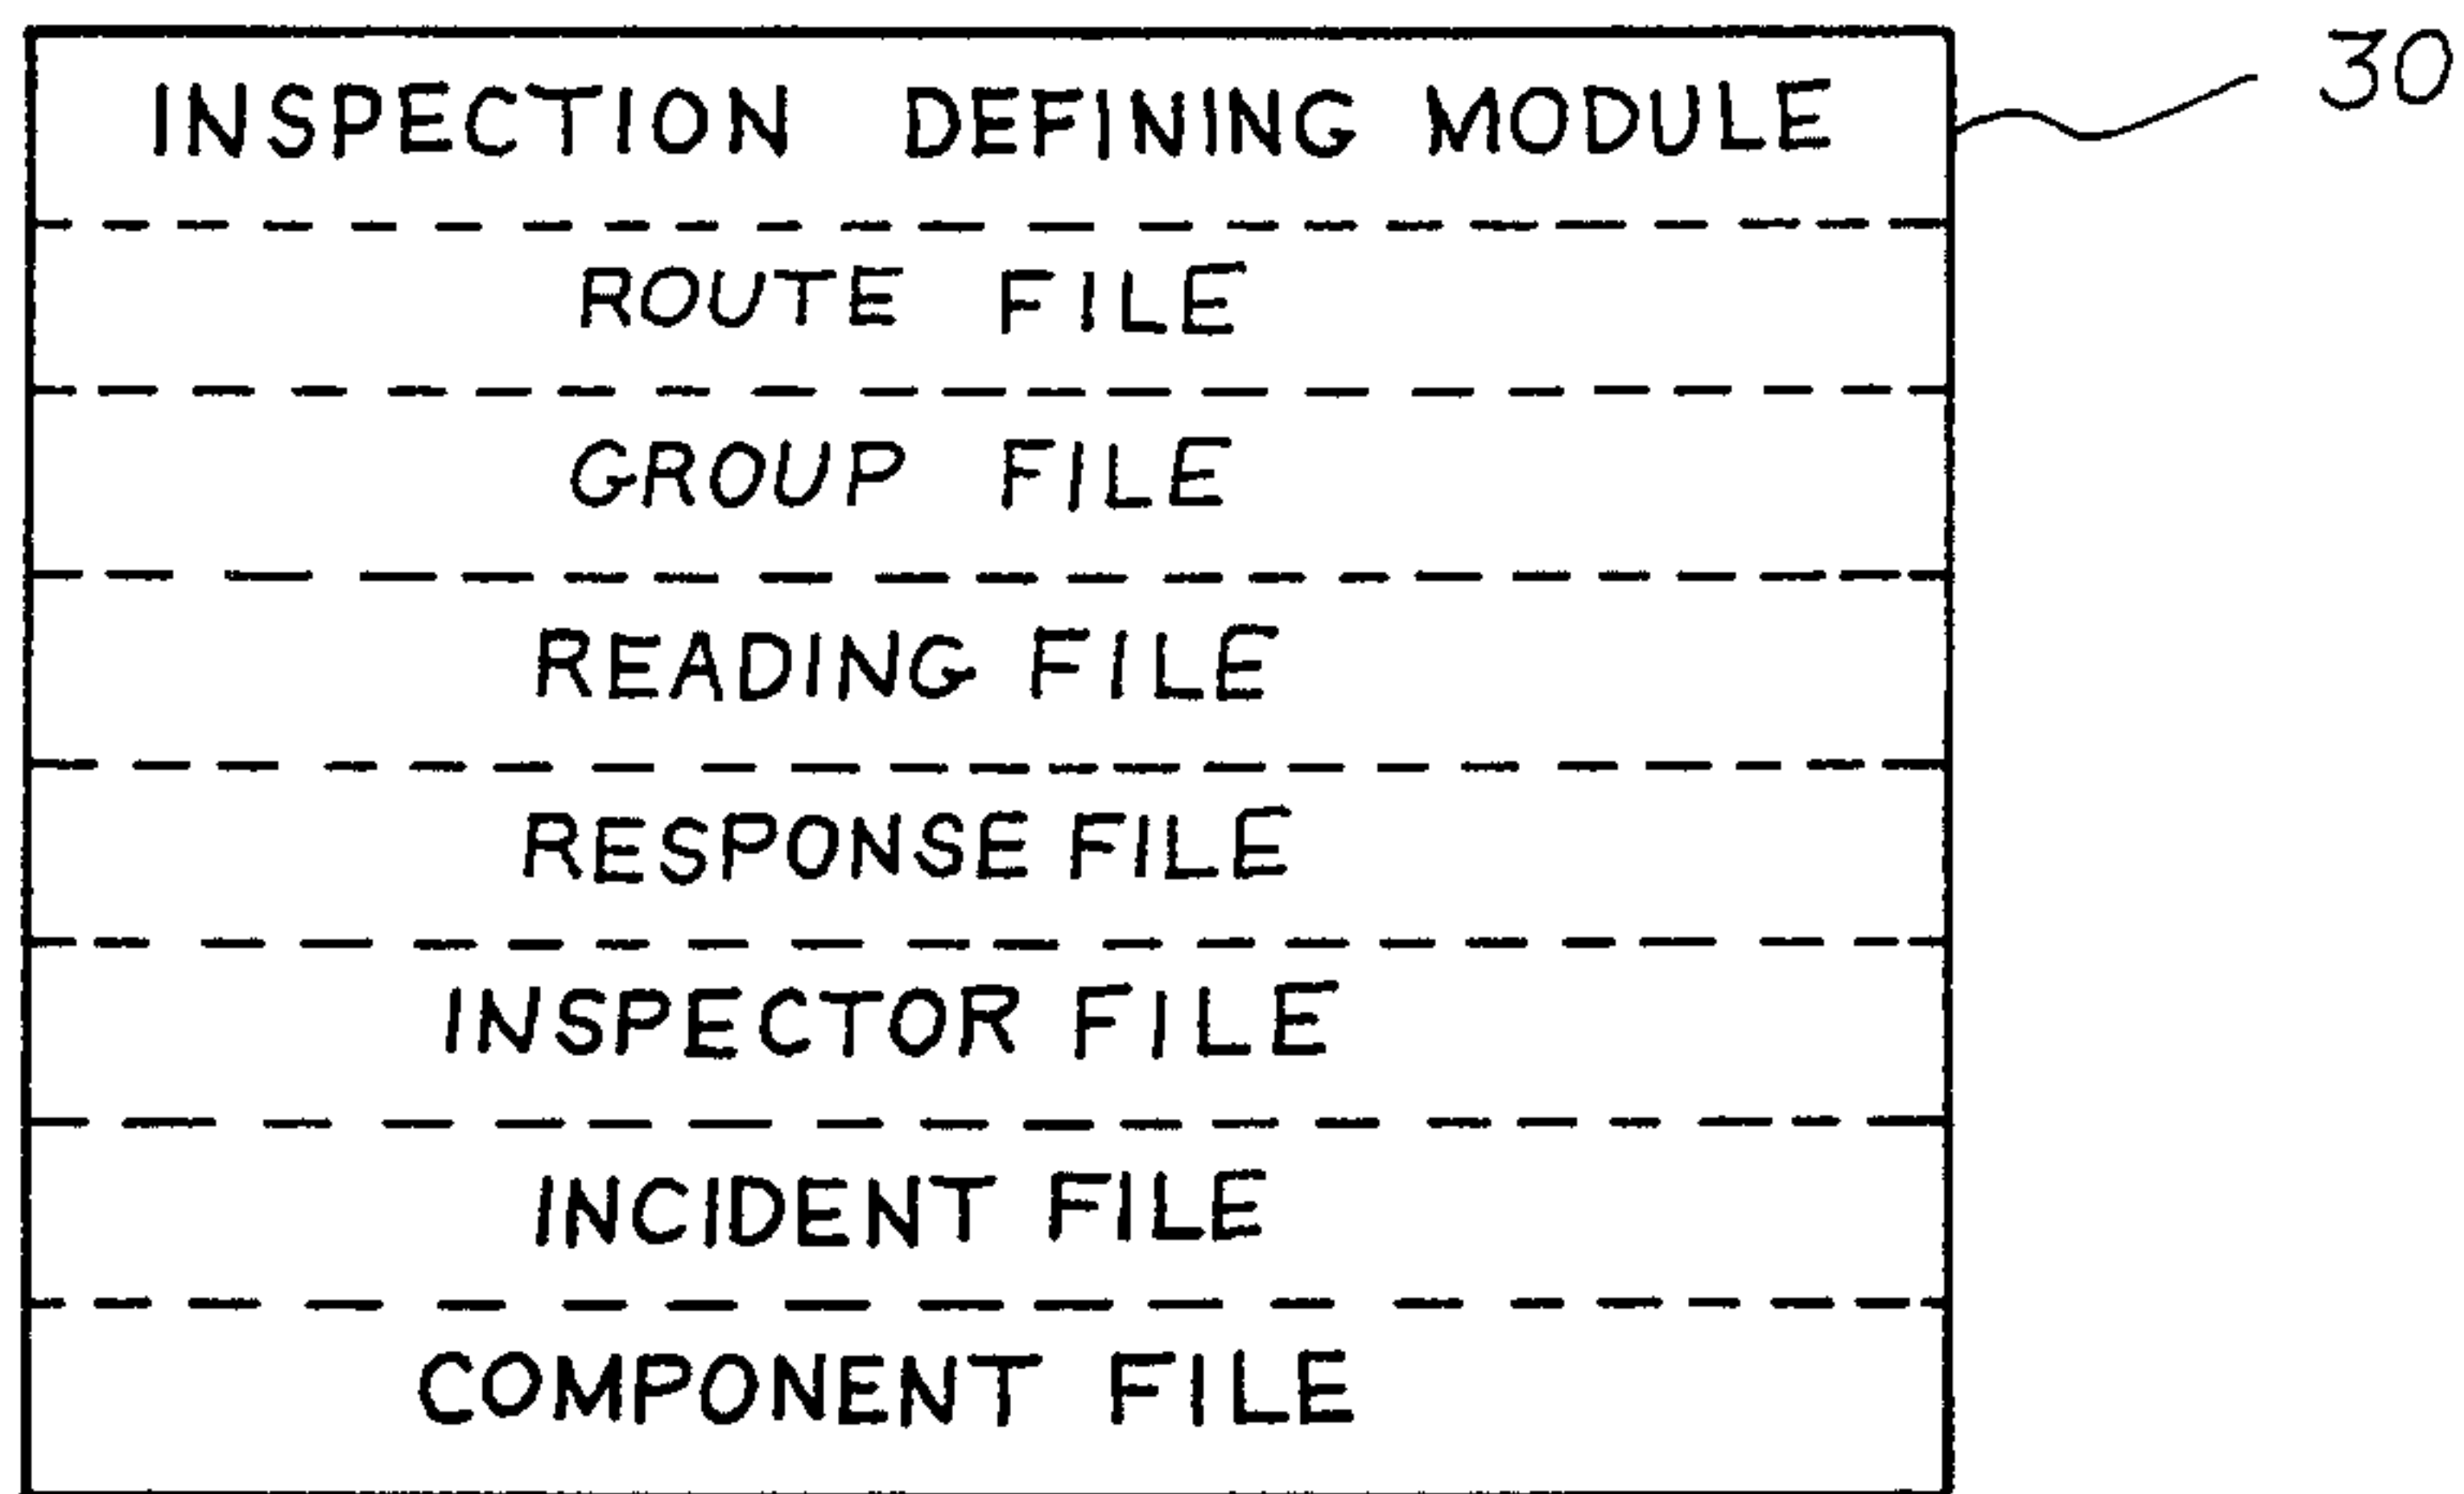 INSPECTION DEFINING MODULE 30
ROUTE FILE
GROUP FILE
READING FILE
RESPONSE FILE
INSPECTOR FILE
INCIDENT FILE
COMPONENT FILE